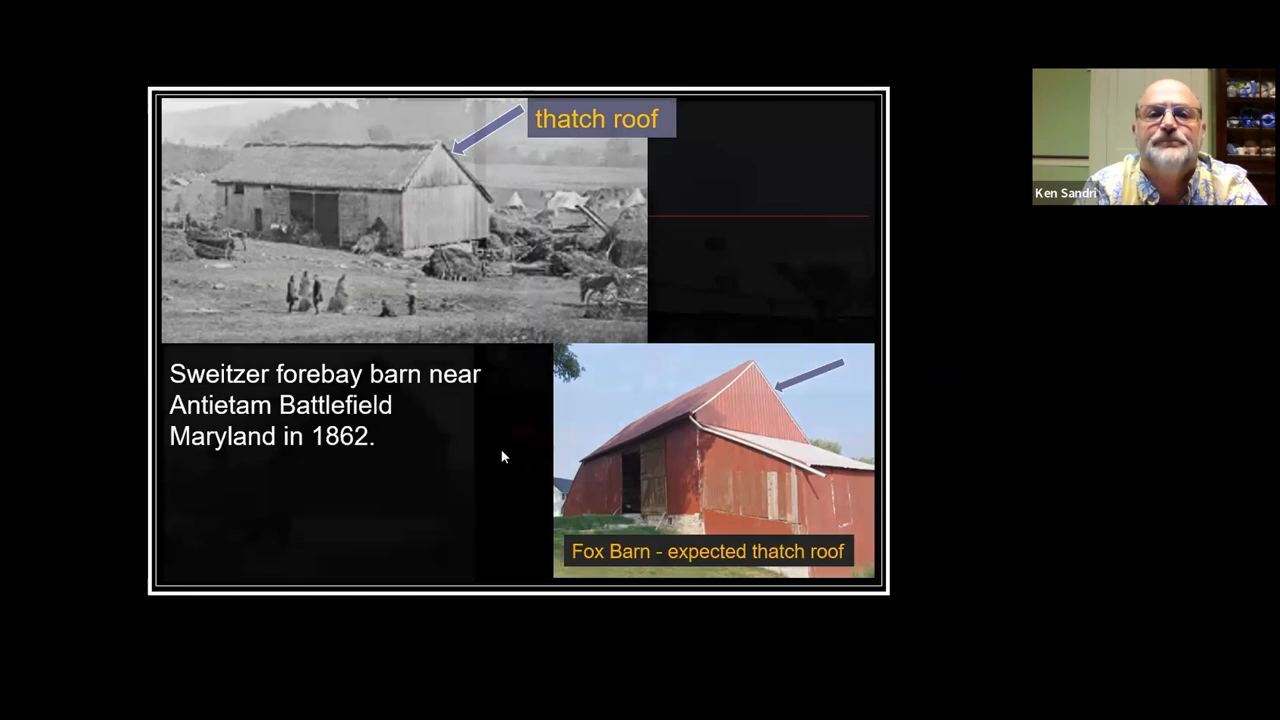 thatch roof
Ken Sandri
Sweitzer forebay barn near
Antietam Battlefield
Maryland in 1862.
Fox Barn - expected thatch roof